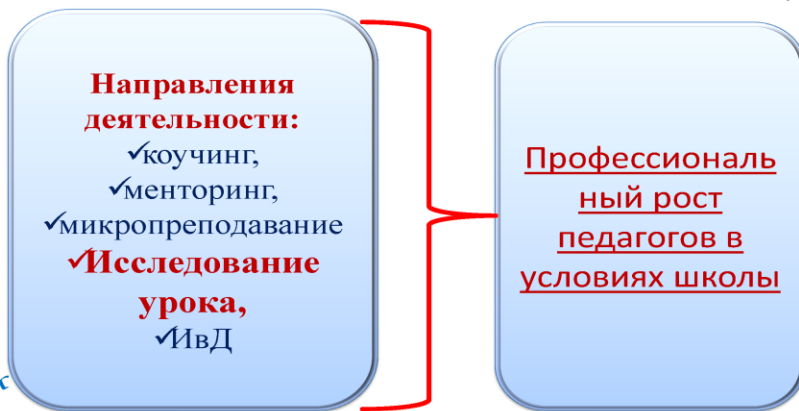 Направления
деятельности:
✓коучинг,
✓менторинг,
✓микропреподавание
✓Исследование
урока,
✓ИвД
Профессиональ
ный рост
педагогов в
условиях школы